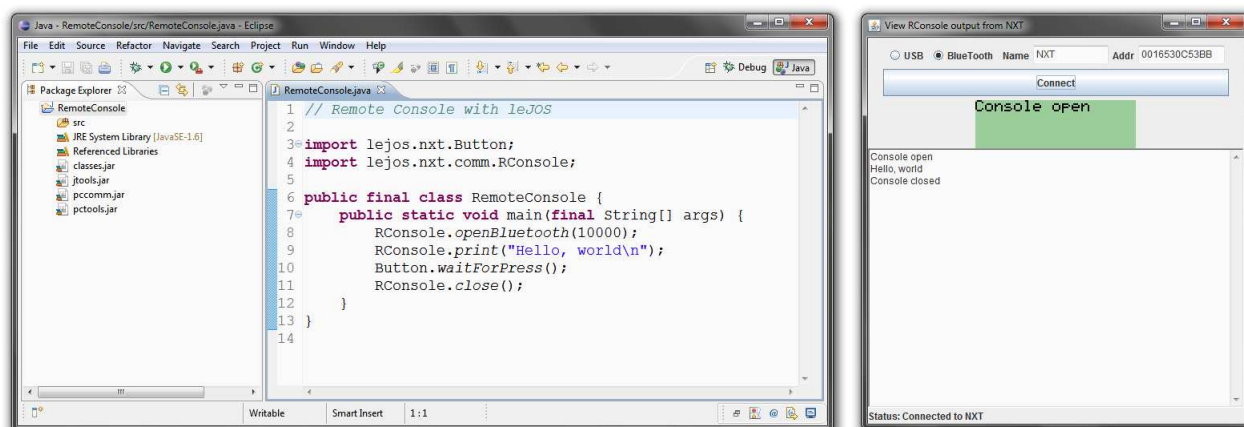 Java - RemoteConsole/src/RemoteConsole.java - Eclipse
File Edit Source Refactor Navigate Search Project Run Window Help
Debug Java
Package Explorer
RemoteConsole
src
JRE System Library [JavaSE-1.6]
Referenced Libraries
classes.jar
jtools.jar
pccomm.jar
pctools.jar
RemoteConsole.java
1 // Remote Console with leJOS
2
3 import lejos.nxt.Button;
4 import lejos.nxt.comm.RConsole;
5
6 public final class RemoteConsole {
7 public static void main(final String[] args) {
8 RConsole.openBluetooth(10000);
9 RConsole.print("Hello, world\n");
10 Button.waitForPress();
11 RConsole.close();
12 }
13 }
14
Writable Smart Insert 1:1
View RConsole output from NXT
USB BlueTooth Name NXT Addr 0016530C53BB
Connect
Console open
Console open
Hello, world
Console closed
Status: Connected to NXT